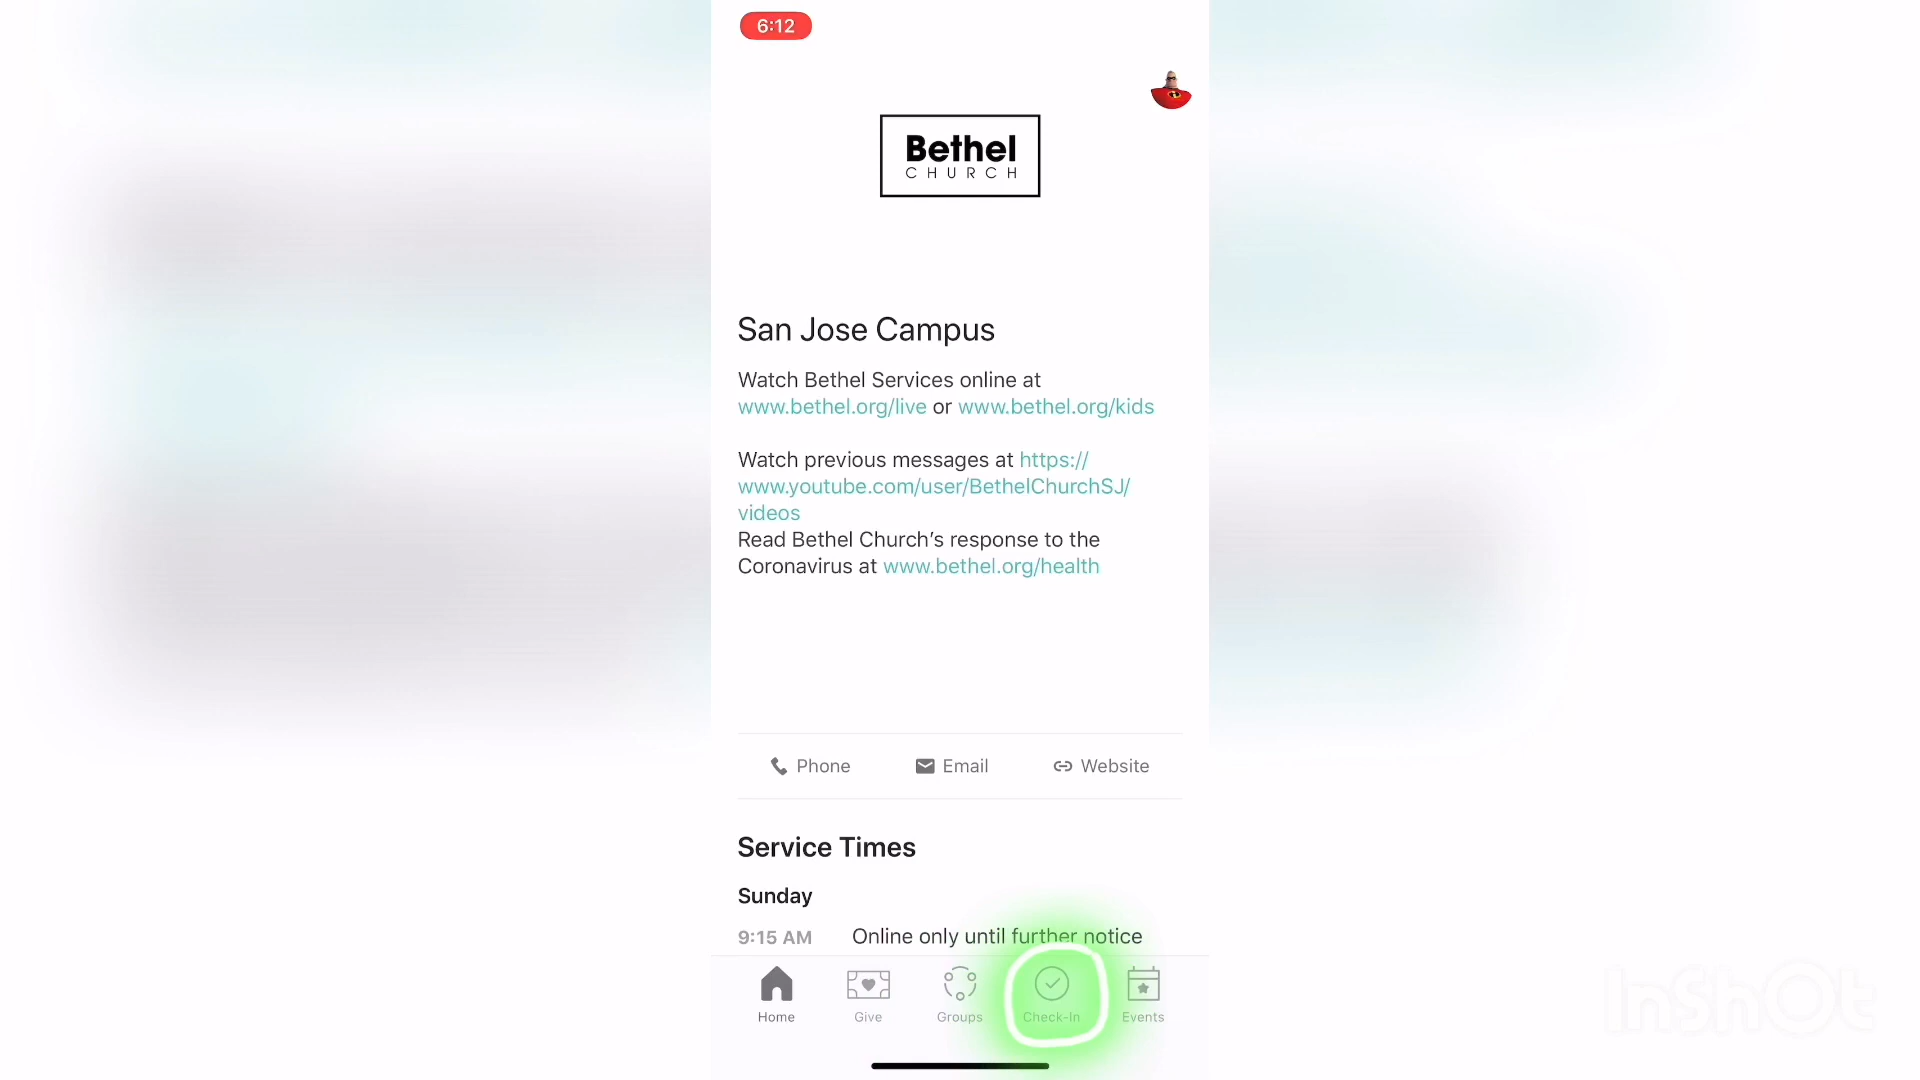 6:12
Bethel
CHURCH
San Jose Campus
Watch Bethel Services online at
www.bethel.org/live or www.bethel.org/kids
Watch previous messages at https://
www.youtube.com/user/BethelChurchSJ/
videos
Read Bethel Church’s response to the
Coronavirus at www.bethel.org/health
Phone Email Website
Service Times
Sunday
9:15 AM Online only until further notice
Home Give Groups Check-In Events
InShOt